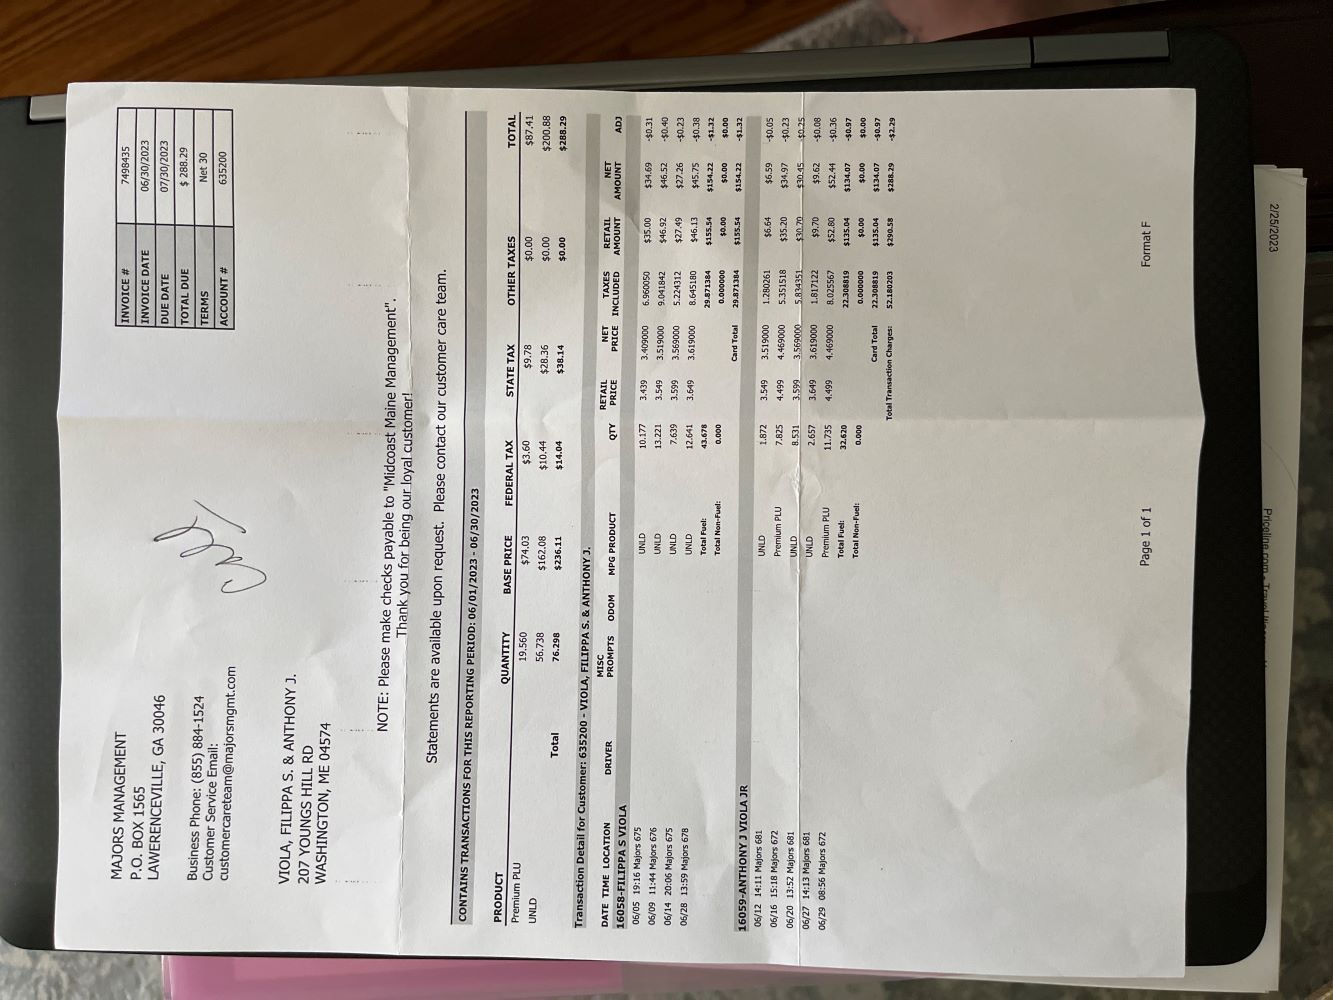 MAJORS MANAGEMENT
P.O. BOX 1565
LAWERENCEVILLE, GA 30046
Business Phone: (855) 884-1524
Customer Service Email:
customercareteam@majorsmgmt.com
Call
INVOICE # 7498435
INVOICE DATE 06/30/2023
DUE DATE 07/30/2023
TOTAL DUE $ 288.29
TERMS Net 30
ACCOUNT # 635200
VIOLA, FILIPPA S. & ANTHONY J.
207 YOUNGS HILL RD
WASHINGTON, ME 04574
NOTE: Please make checks payable to "Midcoast Maine Management".
Thank you for being our loyal customer!
Statements are available upon request. Please contact our customer care team.
CONTAINS TRANSACTIONS FOR THIS REPORTING PERIOD: 06/01/2023 - 06/30/2023
PRODUCT QUANTITY BASE PRICE FEDERAL TAX STATE TAX OTHER TAXES TOTAL
Premium PLU 19.560 $74.03 $3.60 $9.78 $0.00 $87.41
UNLD 56.738 $162.08 $10.44 $28.36 $0.00 $200.88
Total 76.298 $236.11 $14.04 $38.14 $0.00 $288.29
Transaction Detail for Customer: 635200 - VIOLA, FILIPPA S. & ANTHONY J.
DATE TIME LOCATION DRIVER MISC PROMPTS ODOM MPG PRODUCT QTY RETAIL PRICE NET PRICE TAXES INCLUDED RETAIL AMOUNT NET AMOUNT ADJ
16058-FILIPPA S VIOLA
06/05 19:16 Majors 675 UNLD 10.177 3.439 3.409000 6.960050 $35.00 $34.69 -$0.31
06/09 11:44 Majors 676 UNLD 13.221 3.549 3.519000 9.041842 $46.92 $46.52 -$0.40
06/14 20:06 Majors 675 UNLD 7.639 3.599 3.569000 5.224312 $27.49 $27.26 -$0.23
06/28 13:59 Majors 678 UNLD 12.641 3.649 3.619000 8.645180 $46.13 $45.75 -$0.38
Total Fuel: 43.678 29.871384 $155.54 $154.22 -$1.32
Total Non-Fuel: 0.000 0.000000 $0.00 $0.00 $0.00
Card Total 29.871384 $155.54 $154.22 -$1.32
16059-ANTHONY J VIOLA JR
06/12 14:11 Majors 681 UNLD 1.872 3.549 3.519000 1.280261 $6.64 $6.59 -$0.05
06/16 15:18 Majors 672 Premium PLU 7.825 4.499 4.469000 5.351518 $35.20 $34.97 -$0.23
06/20 13:52 Majors 681 UNLD 8.531 3.599 3.569000 5.834351 $30.70 $30.45 -$0.25
06/27 14:13 Majors 681 UNLD 2.657 3.649 3.619000 1.817122 $9.70 $9.62 -$0.08
06/29 08:56 Majors 672 Premium PLU 11.735 4.499 4.469000 8.025567 $52.80 $52.44 -$0.36
Total Fuel: 32.620 22.308819 $135.04 $134.07 -$0.97
Total Non-Fuel: 0.000 0.000000 $0.00 $0.00 $0.00
Card Total 22.308819 $135.04 $134.07 -$0.97
Total Transaction Charges: 52.180203 $290.58 $288.29 -$2.29
Page 1 of 1 Format F
2/25/2023 Priceline.com - Travel